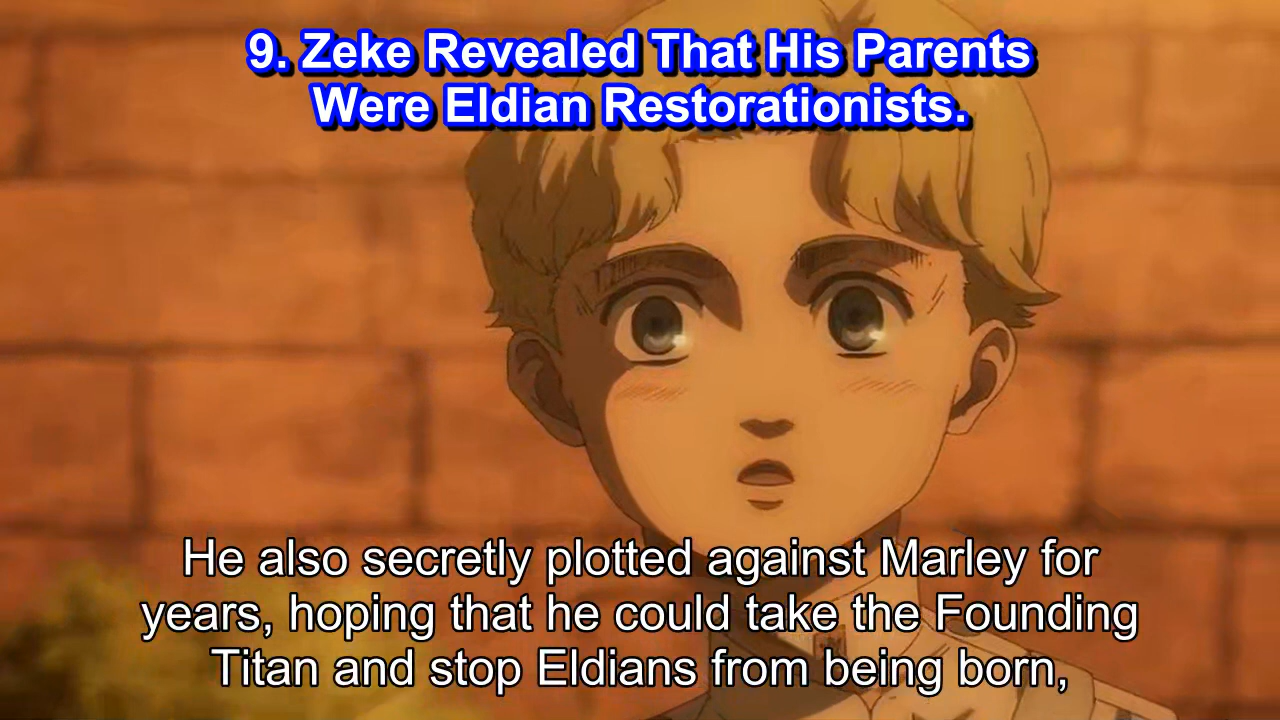 9. Zeke Revealed That His Parents
Were Eldian Restorationists.
He also secretly plotted against Marley for
years, hoping that he could take the Founding
Titan and stop Eldians from being born,